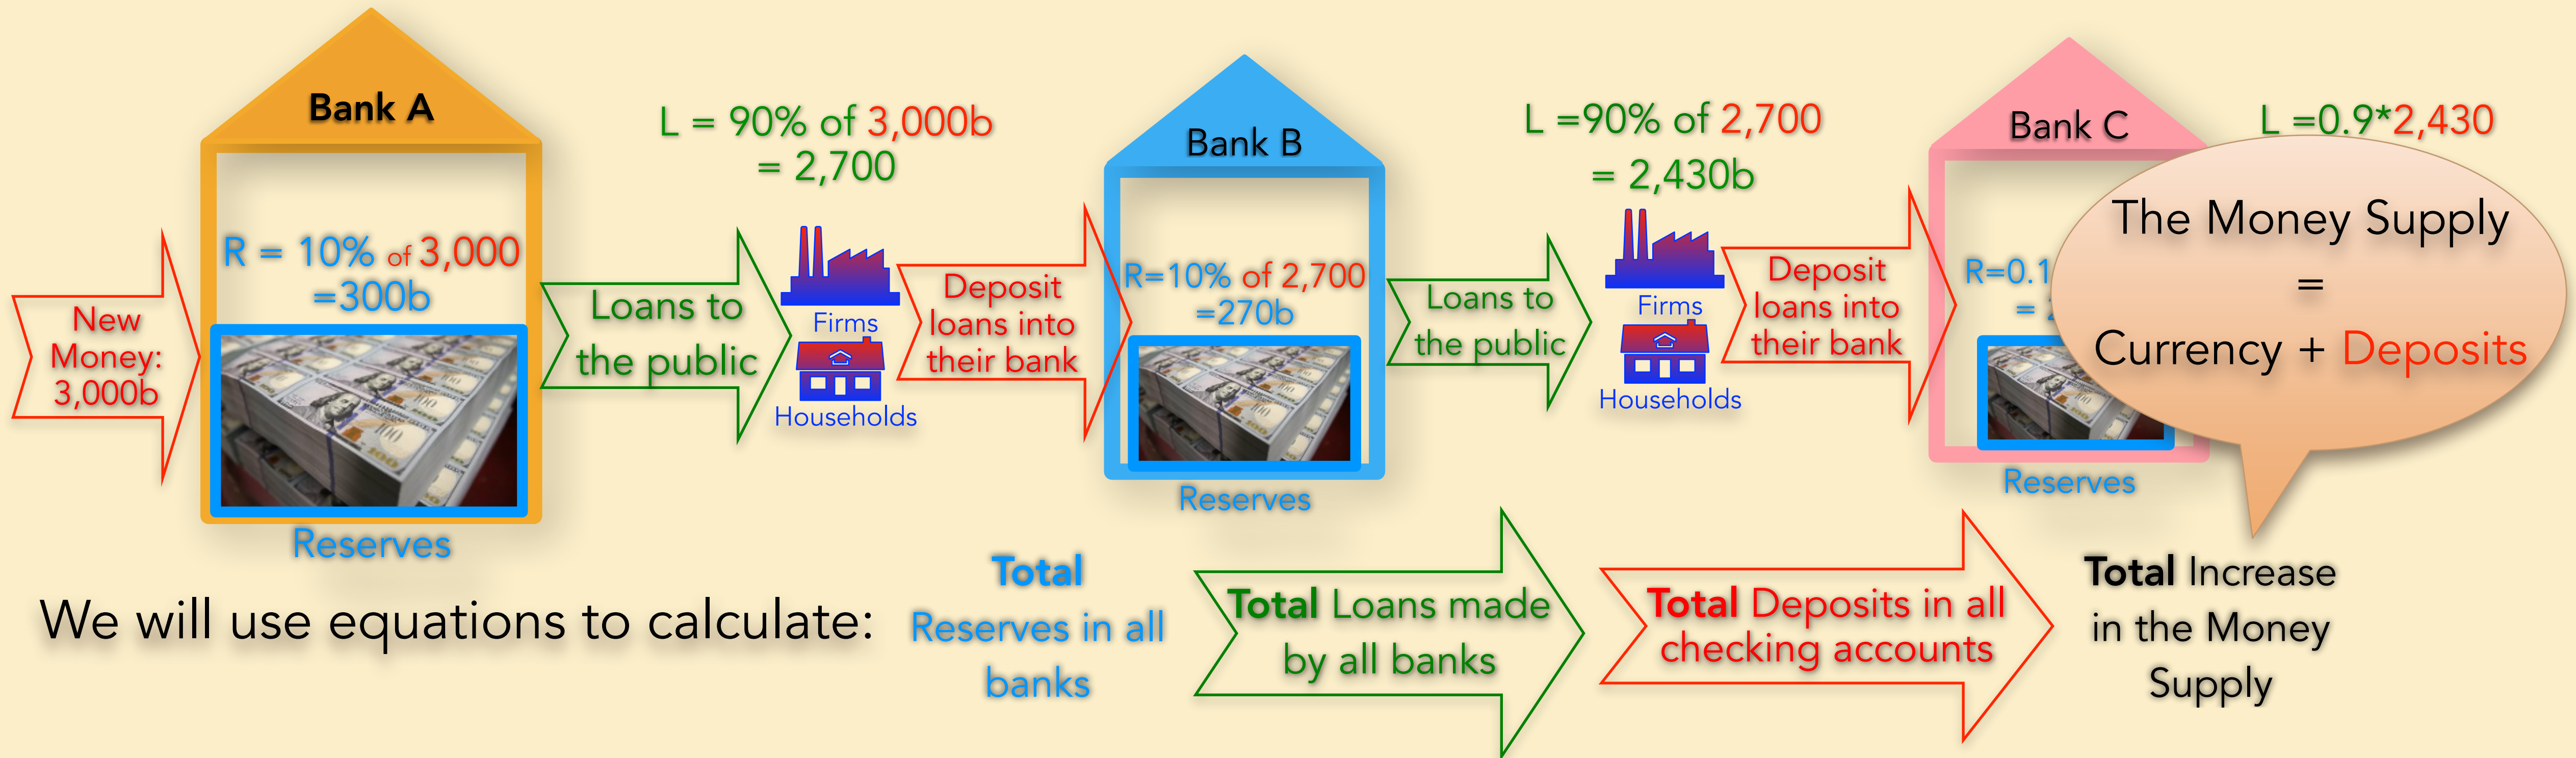 Bank A
R = 10% of 3,000
=300b
Reserves
New
Money:
3,000b
L = 90% of 3,000b
= 2,700
Loans to
the public
Firms
Households
Deposit
loans into
their bank
Bank B
R=10% of 2,700
=270b
Reserves
L =90% of 2,700
= 2,430b
Loans to
the public
Firms
Households
Deposit
loans into
their bank
Bank C
R=0.1
=
Reserves
L =0.9*2,430
The Money Supply
=
Currency + Deposits
We will use equations to calculate:
Total
Reserves in all
banks
Total Loans made
by all banks
Total Deposits in all
checking accounts
Total Increase
in the Money
Supply